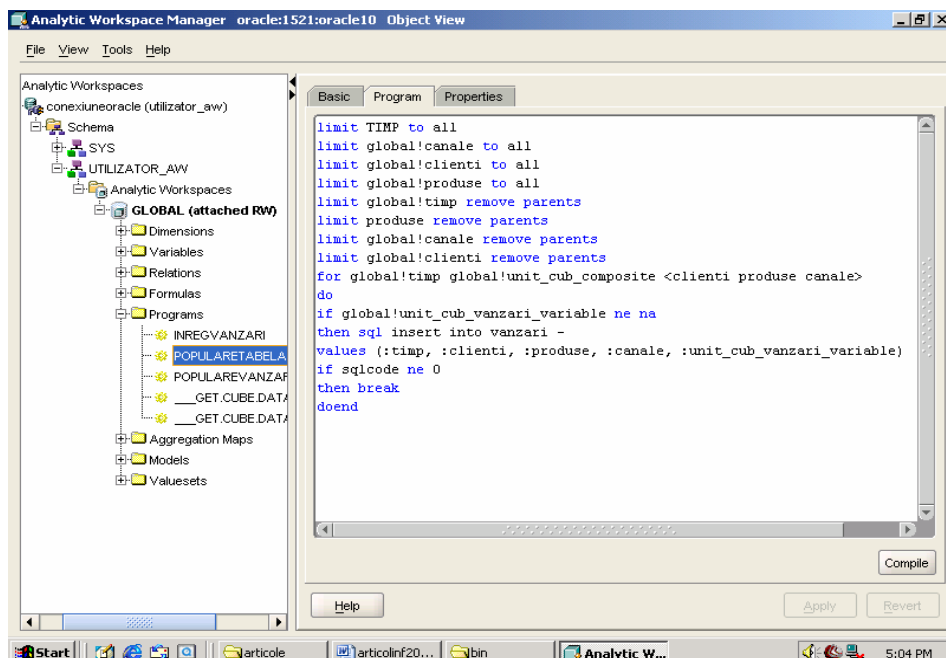 Analytic Workspace Manager oracle:1521:oracle10 Object View
File View Tools Help
Analytic Workspaces
conexiuneoracle (utilizator_aw)
Schema
SYS
UTILIZATOR_AW
Analytic Workspaces
GLOBAL (attached RW)
Dimensions
Variables
Relations
Formulas
Programs
INREGVANZARI
POPULARETABELA
POPULAREVANZAF
___GET.CUBE.DATA
___GET.CUBE.DATA
Aggregation Maps
Models
Valuesets
Basic Program Properties
limit TIMP to all
limit global!canale to all
limit global!clienti to all
limit global!produse to all
limit global!timp remove parents
limit produse remove parents
limit global!canale remove parents
limit global!clienti remove parents
for global!timp global!unit_cub_composite <clienti produse canale>
do
if global!unit_cub_vanzari_variable ne na
then sql insert into vanzari -
values (:timp, :clienti, :produse, :canale, :unit_cub_vanzari_variable)
if sqlcode ne 0
then break
doend
Compile
Help Apply Revert
Start articole articolinf20... bin Analytic W... 5:04 PM